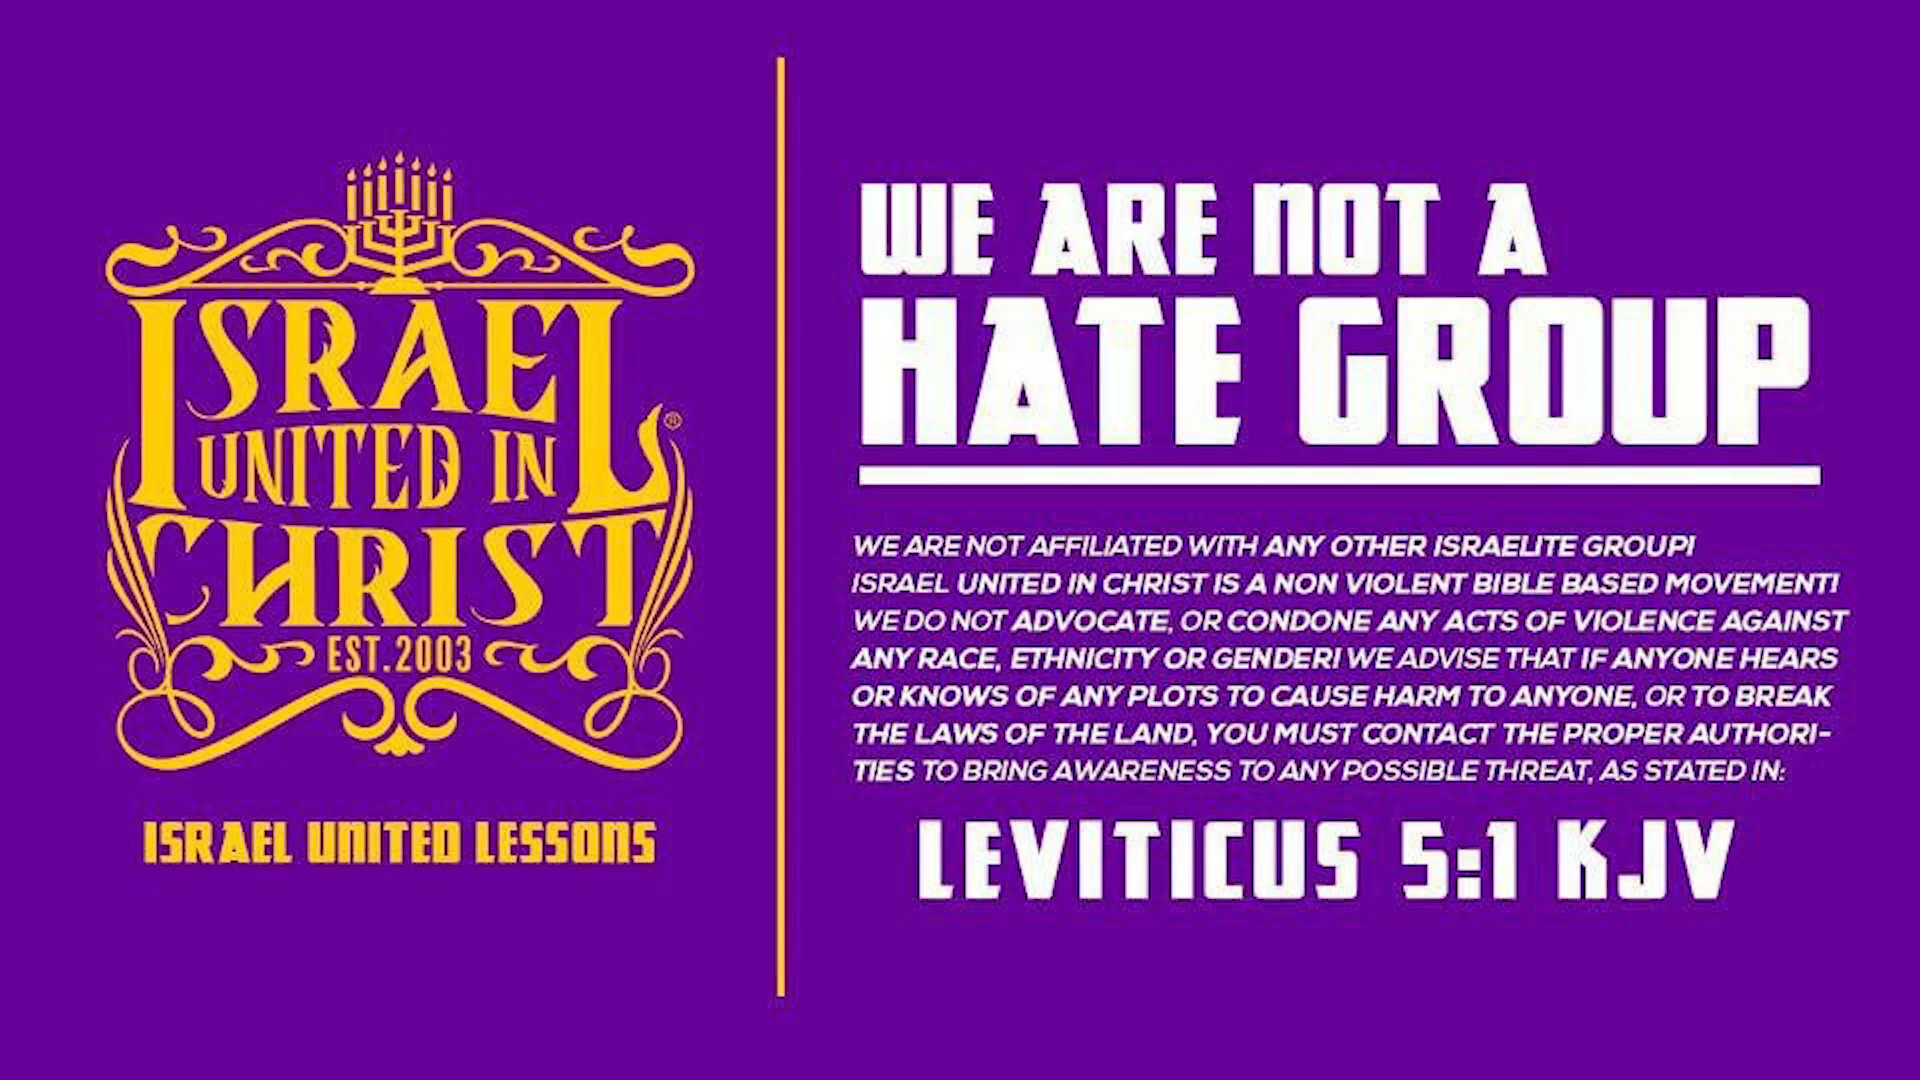 ISRAEL
UNITED IN
CHRIST
®
EST.2003
ISRAEL UNITED LESSONS
WE ARE NOT A
HATE GROUP
WE ARE NOT AFFILIATED WITH ANY OTHER ISRAELITE GROUP!
ISRAEL UNITED IN CHRIST IS A NON VIOLENT BIBLE BASED MOVEMENT!
WE DO NOT ADVOCATE, OR CONDONE ANY ACTS OF VIOLENCE AGAINST
ANY RACE, ETHNICITY OR GENDER! WE ADVISE THAT IF ANYONE HEARS
OR KNOWS OF ANY PLOTS TO CAUSE HARM TO ANYONE, OR TO BREAK
THE LAWS OF THE LAND, YOU MUST CONTACT THE PROPER AUTHORI-
TIES TO BRING AWARENESS TO ANY POSSIBLE THREAT, AS STATED IN:
LEVITICUS 5:1 KJV